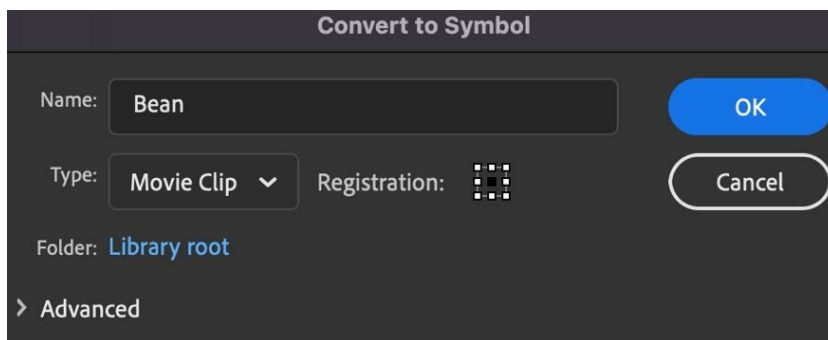 Convert to Symbol
Name: Bean OK
Type: Movie Clip Registration: Cancel
Folder: Library root
Advanced